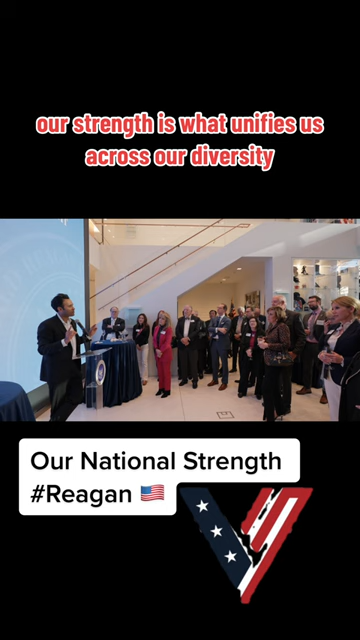 our strength is what unifies us
across our diversity
Our National Strength
#Reagan 🇺🇸